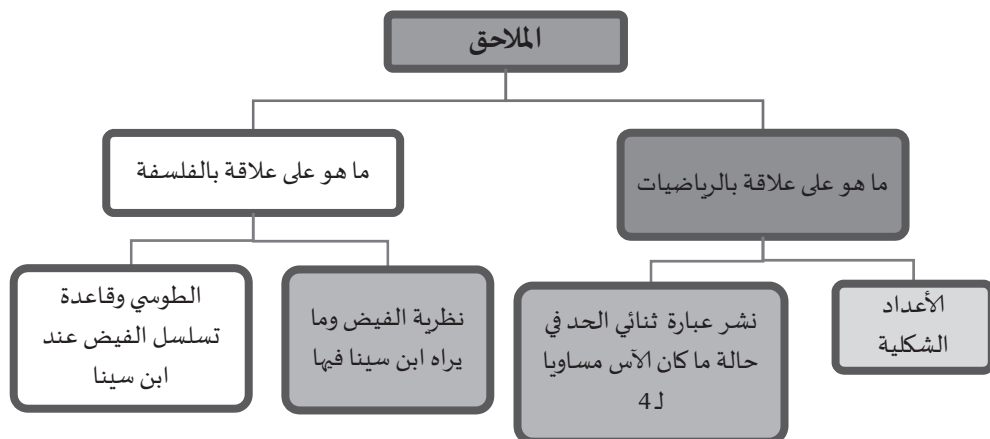 الملاحق
ما هو على علاقة بالرياضيات
ما هو على علاقة بالفلسفة
الأعداد
الشكلية
نشر عبارة ثنائي الحد في
حالة ما كان الآس مساويا
لـ 4
نظرية الفيض وما
يراه ابن سينا فيها
الطوسي وقاعدة
تسلسل الفيض عند
ابن سينا